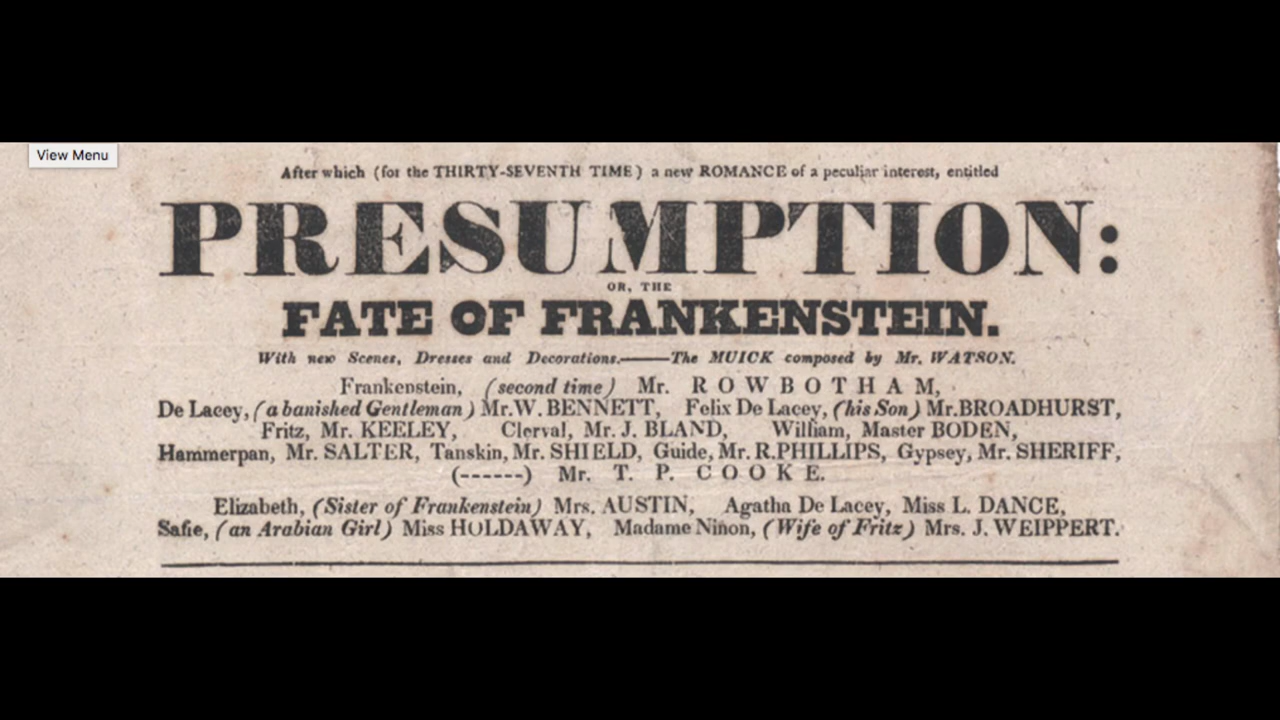 View Menu
After which (for the THIRTY-SEVENTH TIME) a new ROMANCE of a peculiar interest, entitled
PRESUMPTION:
OR, THE
FATE OF FRANKENSTEIN.
With new Scenes, Dresses and Decorations.——The MUICK composed by Mr. WATSON.
Frankenstein, (second time) Mr. ROWBOTHAM,
De Lacey, (a banished Gentleman) Mr.W. BENNETT, Felix De Lacey, (his Son) Mr.BROADHURST,
Fritz, Mr. KEELEY, Clerval, Mr. J. BLAND, William, Master BODEN,
Hammerpan, Mr. SALTER, Tanskin, Mr. SHIELD, Guide, Mr. R.PHILLIPS, Gypsey, Mr. SHERIFF,
(------) Mr. T. P. COOKE.
Elizabeth, (Sister of Frankenstein) Mrs. AUSTIN, Agatha De Lacey, Miss L. DANCE,
Safie, (an Arabian Girl) Miss HOLDAWAY, Madame Ninon, (Wife of Fritz) Mrs. J. WEIPPERT.